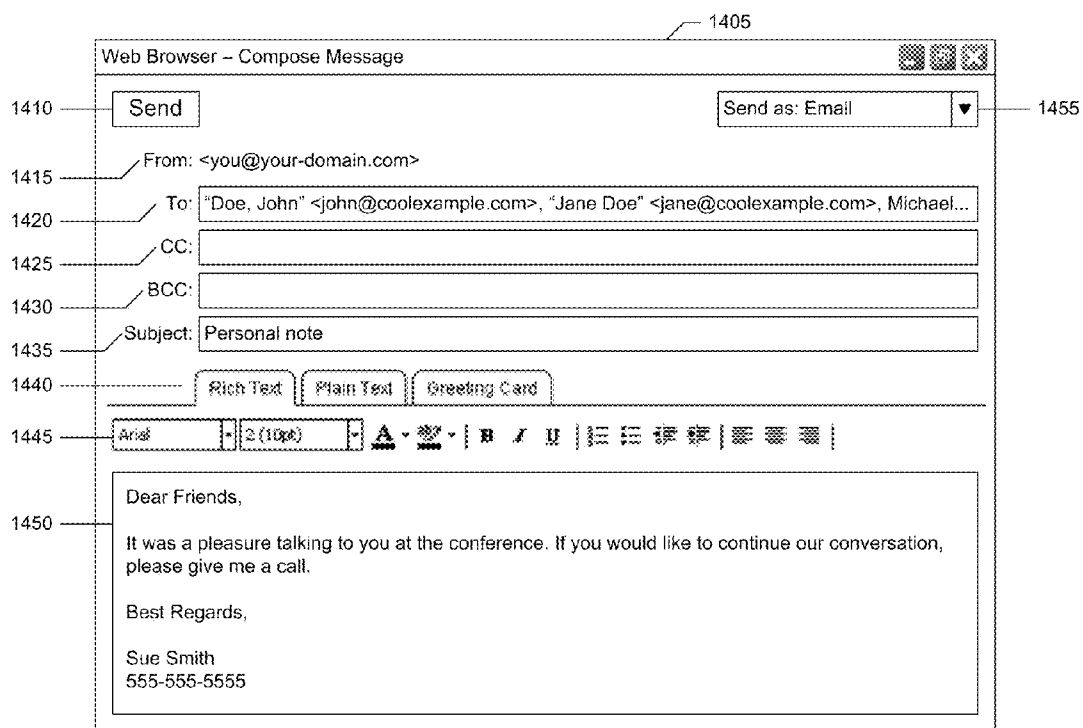 1405
Web Browser – Compose Message
1410
Send
Send as: Email
1455
1415
From: <you@your-domain.com>
1420
To: "Doe, John" <john@coolexample.com>, "Jane Doe" <jane@coolexample.com>, Michael...
1425
CC:
1430
BCC:
1435
Subject: Personal note
1440
Rich Text
Plain Text
Greeting Card
1445
Arial
2 (10pt)
A
B I U
1450
Dear Friends,
It was a pleasure talking to you at the conference. If you would like to continue our conversation,
please give me a call.
Best Regards,
Sue Smith
555-555-5555